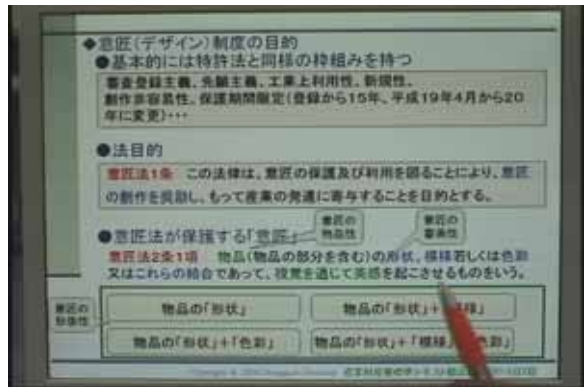 ◆意匠(デザイン)制度の目的
●基本的には特許法と同様の枠組みを持つ
審査登録主義、先願主義、工業上利用性、新規性、
創作非容易性、保護期間限定(登録から15年、平成19年4月から20
年に変更)・・・
●法目的
意匠法1条 この法律は、意匠の保護及び利用を図ることにより、意匠
の創作を奨励し、もって産業の発達に寄与することを目的とする。
意匠の
物品性
意匠の
審美性
●意匠法が保護する「意匠」
意匠法2条1項 物品(物品の部分を含む)の形状、模様若しくは色彩
又はこれらの結合であって、視覚を通じて美感を起こさせるものをいう。
意匠の
形態性
物品の「形状」
物品の「形状」+「模様」
物品の「形状」+「色彩」
物品の「形状」+「模様」 色彩」